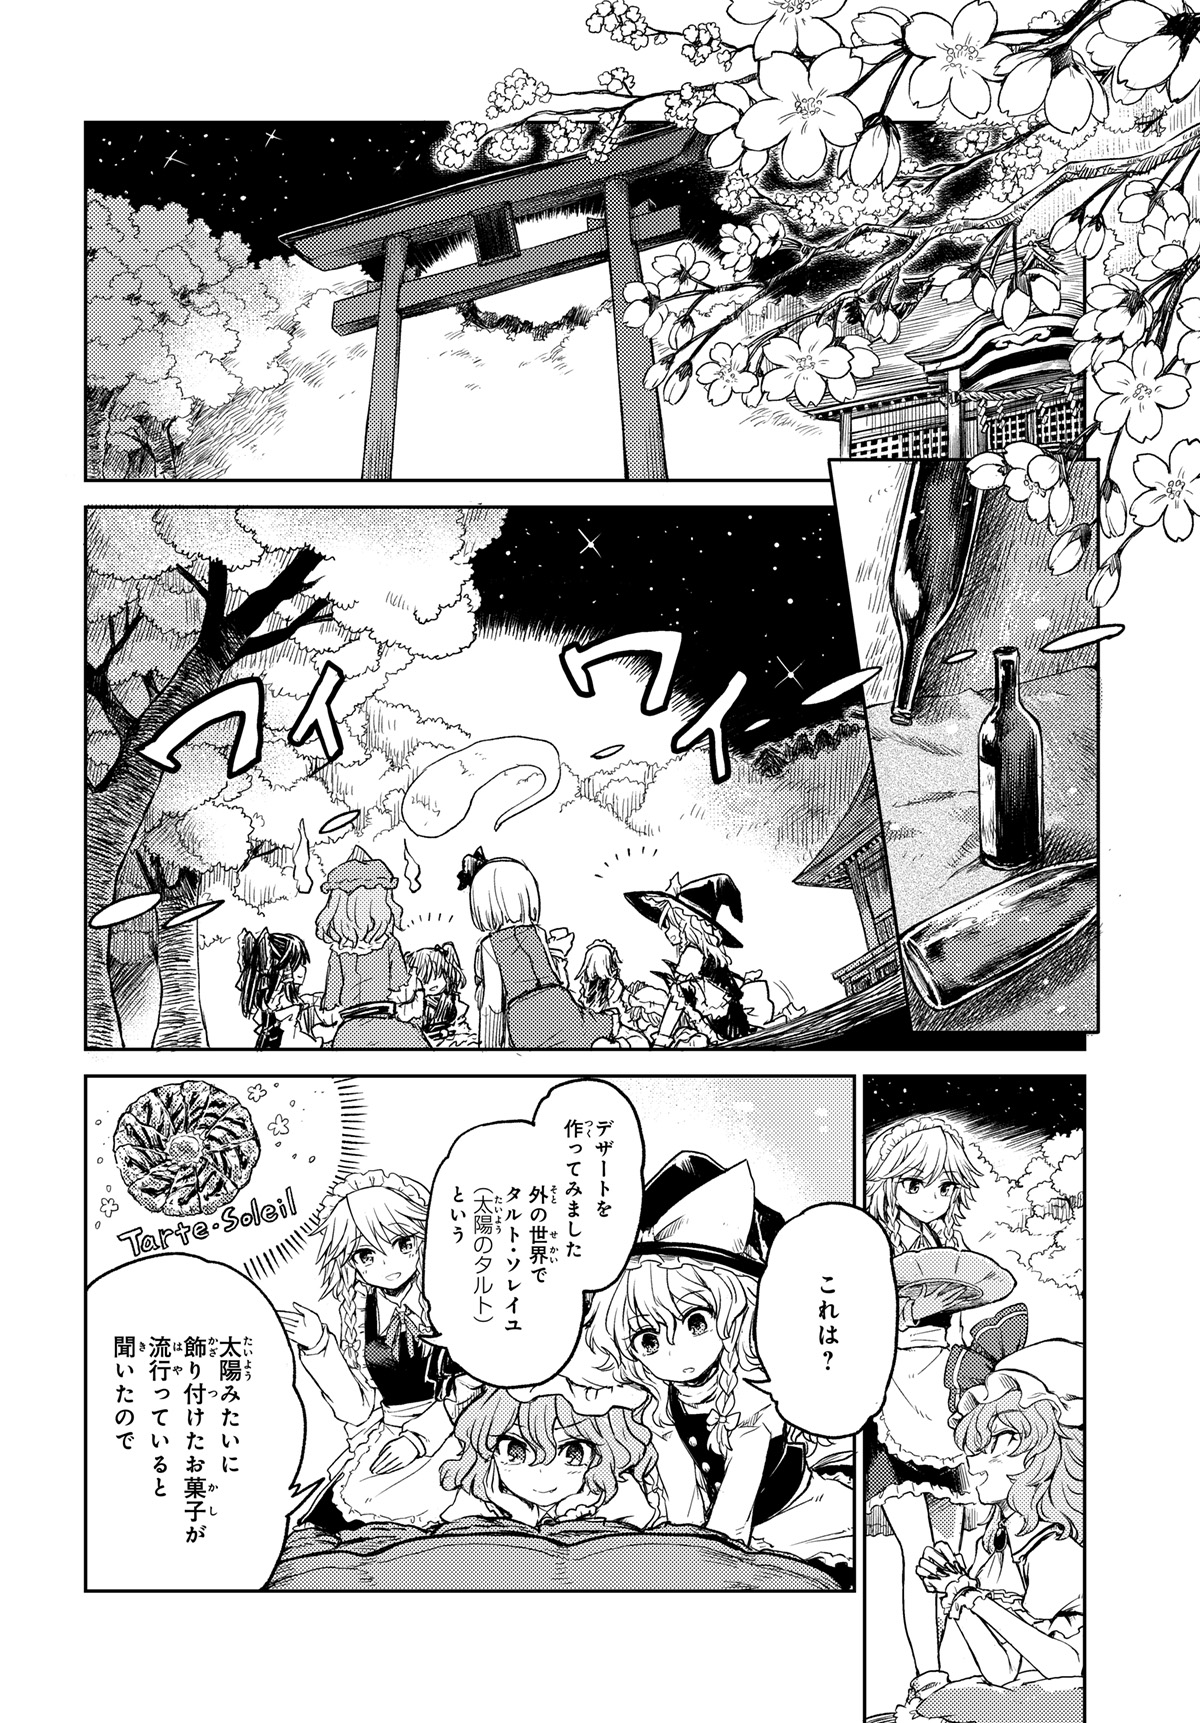 ワイ
ワイ
これは?
デザートを
作ってみました
外の世界で
タルト・ソレイユ
(太陽のタルト)
という
Tarte・Soleil
太陽みたいに
飾り付けたお菓子が
流行っていると
聞いたので